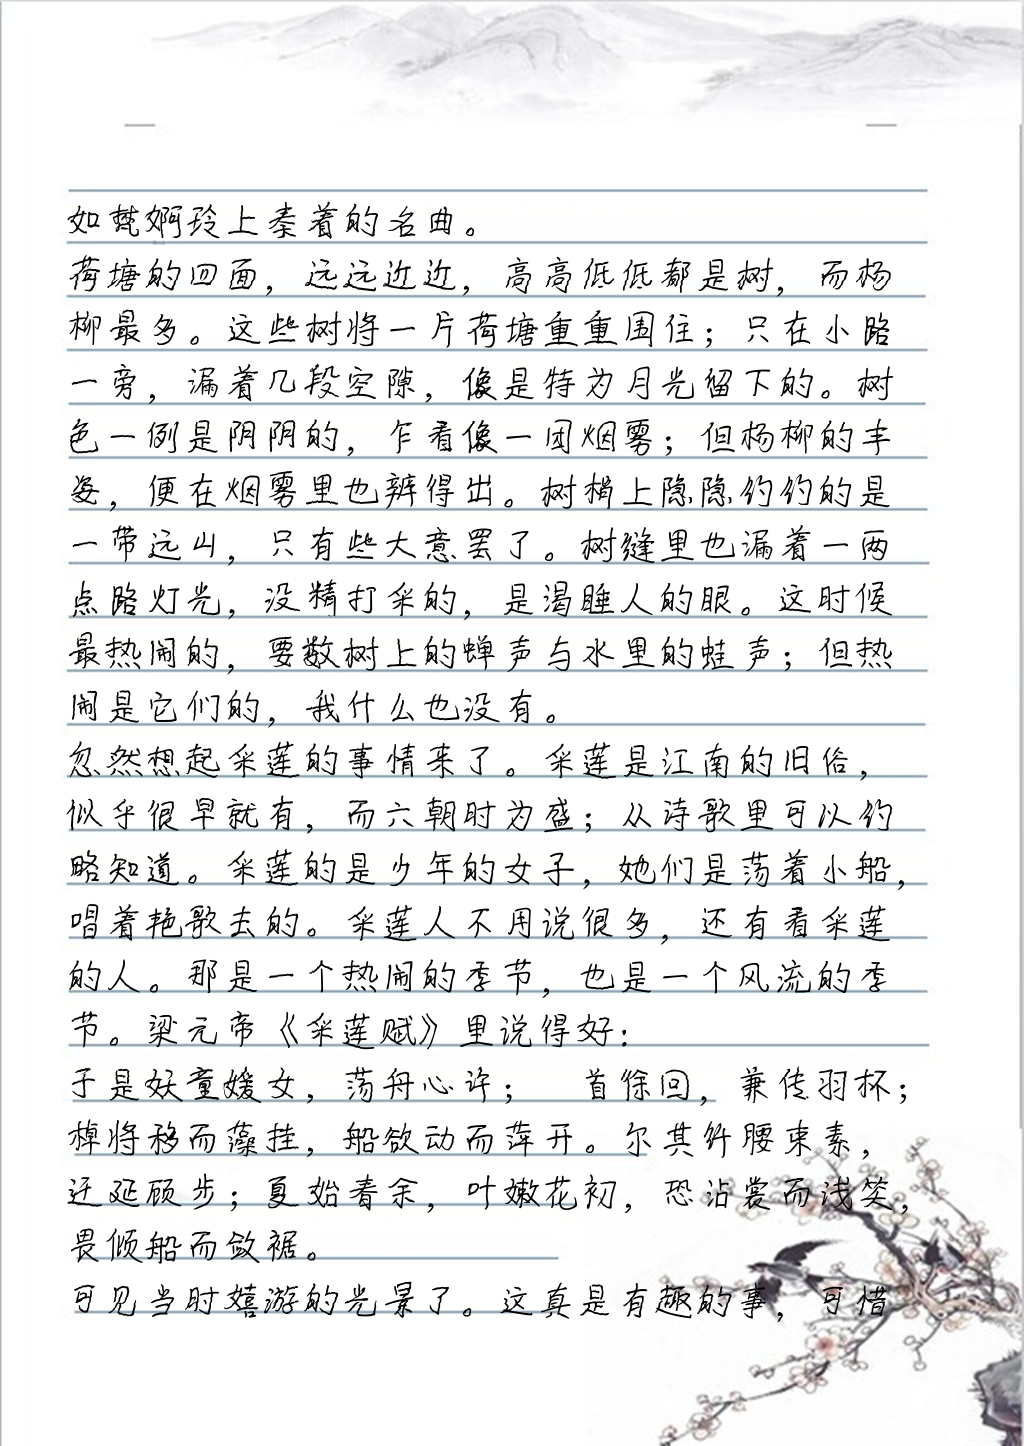 如梵婀玲上奏着的名曲。
荷塘的四面，远远近近，高高低低都是树，而杨
柳最多。这些树将一片荷塘重重围住；只在小路
一旁，漏着几段空隙，像是特为月光留下的。树
色一例是阴阴的，乍看像一团烟雾；但杨柳的丰
姿，便在烟雾里也辨得出。树梢上隐隐约约的是
一带远山，只有些大意罢了。树缝里也漏着一两
点路灯光，没精打采的，是渴睡人的眼。这时候
最热闹的，要数树上的蝉声与水里的蛙声；但热
闹是它们的，我什么也没有。
忽然想起采莲的事情来了。采莲是江南的旧俗，
似乎很早就有，而六朝时为盛；从诗歌里可以约
略知道。采莲的是少年的女子，她们是荡着小船，
唱着艳歌去的。采莲人不用说很多，还有看采莲
的人。那是一个热闹的季节，也是一个风流的季
节。梁元帝《采莲赋》里说得好：
于是妖童媛女，荡舟心许； 首徐回，兼传羽杯；
棹将移而藻挂，船欲动而萍开。尔其纤腰束素，
迁延顾步；夏始春余，叶嫩花初，恐沾裳而浅笑，
畏倾船而敛裾。
可见当时嬉游的光景了。这真是有趣的事，可惜